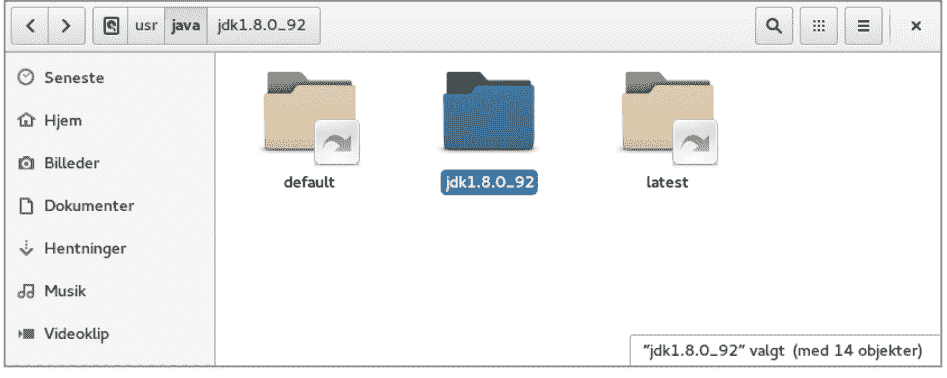 usr java jdk1.8.0_92
Seneste
Hjem
Billeder
Dokumenter
Hentninger
Musik
Videoklip
default jdk1.8.0_92 latest
"jdk1.8.0_92" valgt (med 14 objekter)